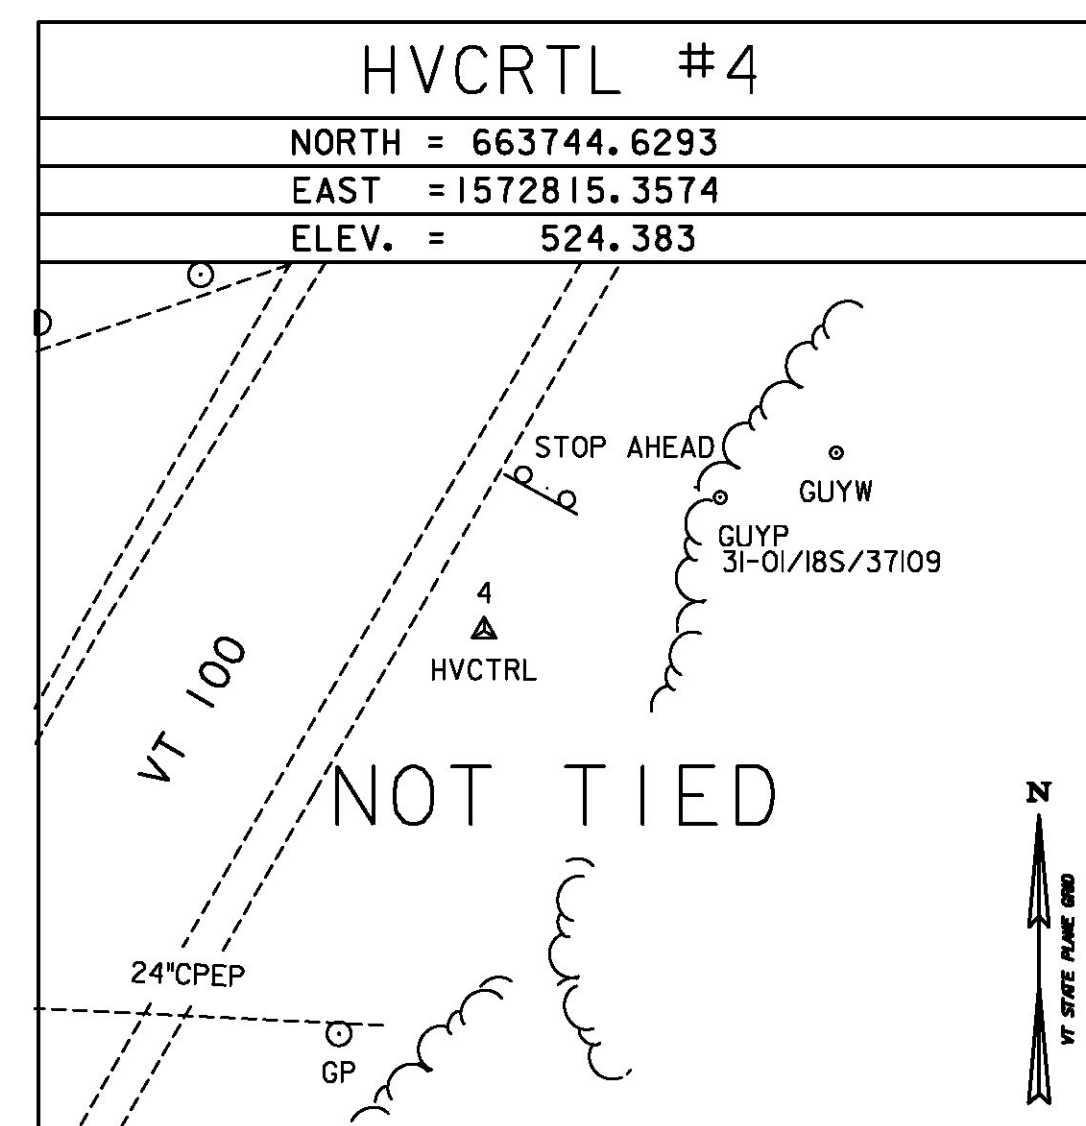 HVCRTL #4
NORTH = 663744.6293
EAST =1572815.3574
ELEV. = 524.383
STOP AHEAD
GUYW
GUYP
31-01/18S/37109
4
HVCTRL
VT 100
NOT TIED
N
VT STATE PLANE GRID
24"CPEP
GP